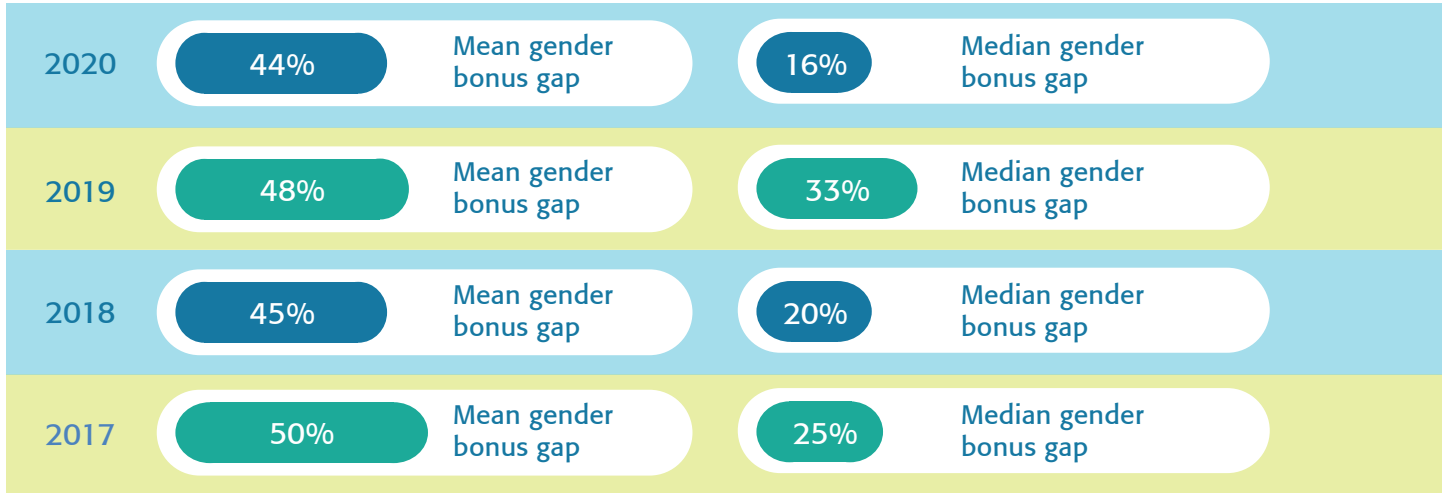 2020
44%
Mean gender
bonus gap
16%
Median gender
bonus gap
2019
48%
Mean gender
bonus gap
33%
Median gender
bonus gap
2018
45%
Mean gender
bonus gap
20%
Median gender
bonus gap
2017
50%
Mean gender
bonus gap
25%
Median gender
bonus gap